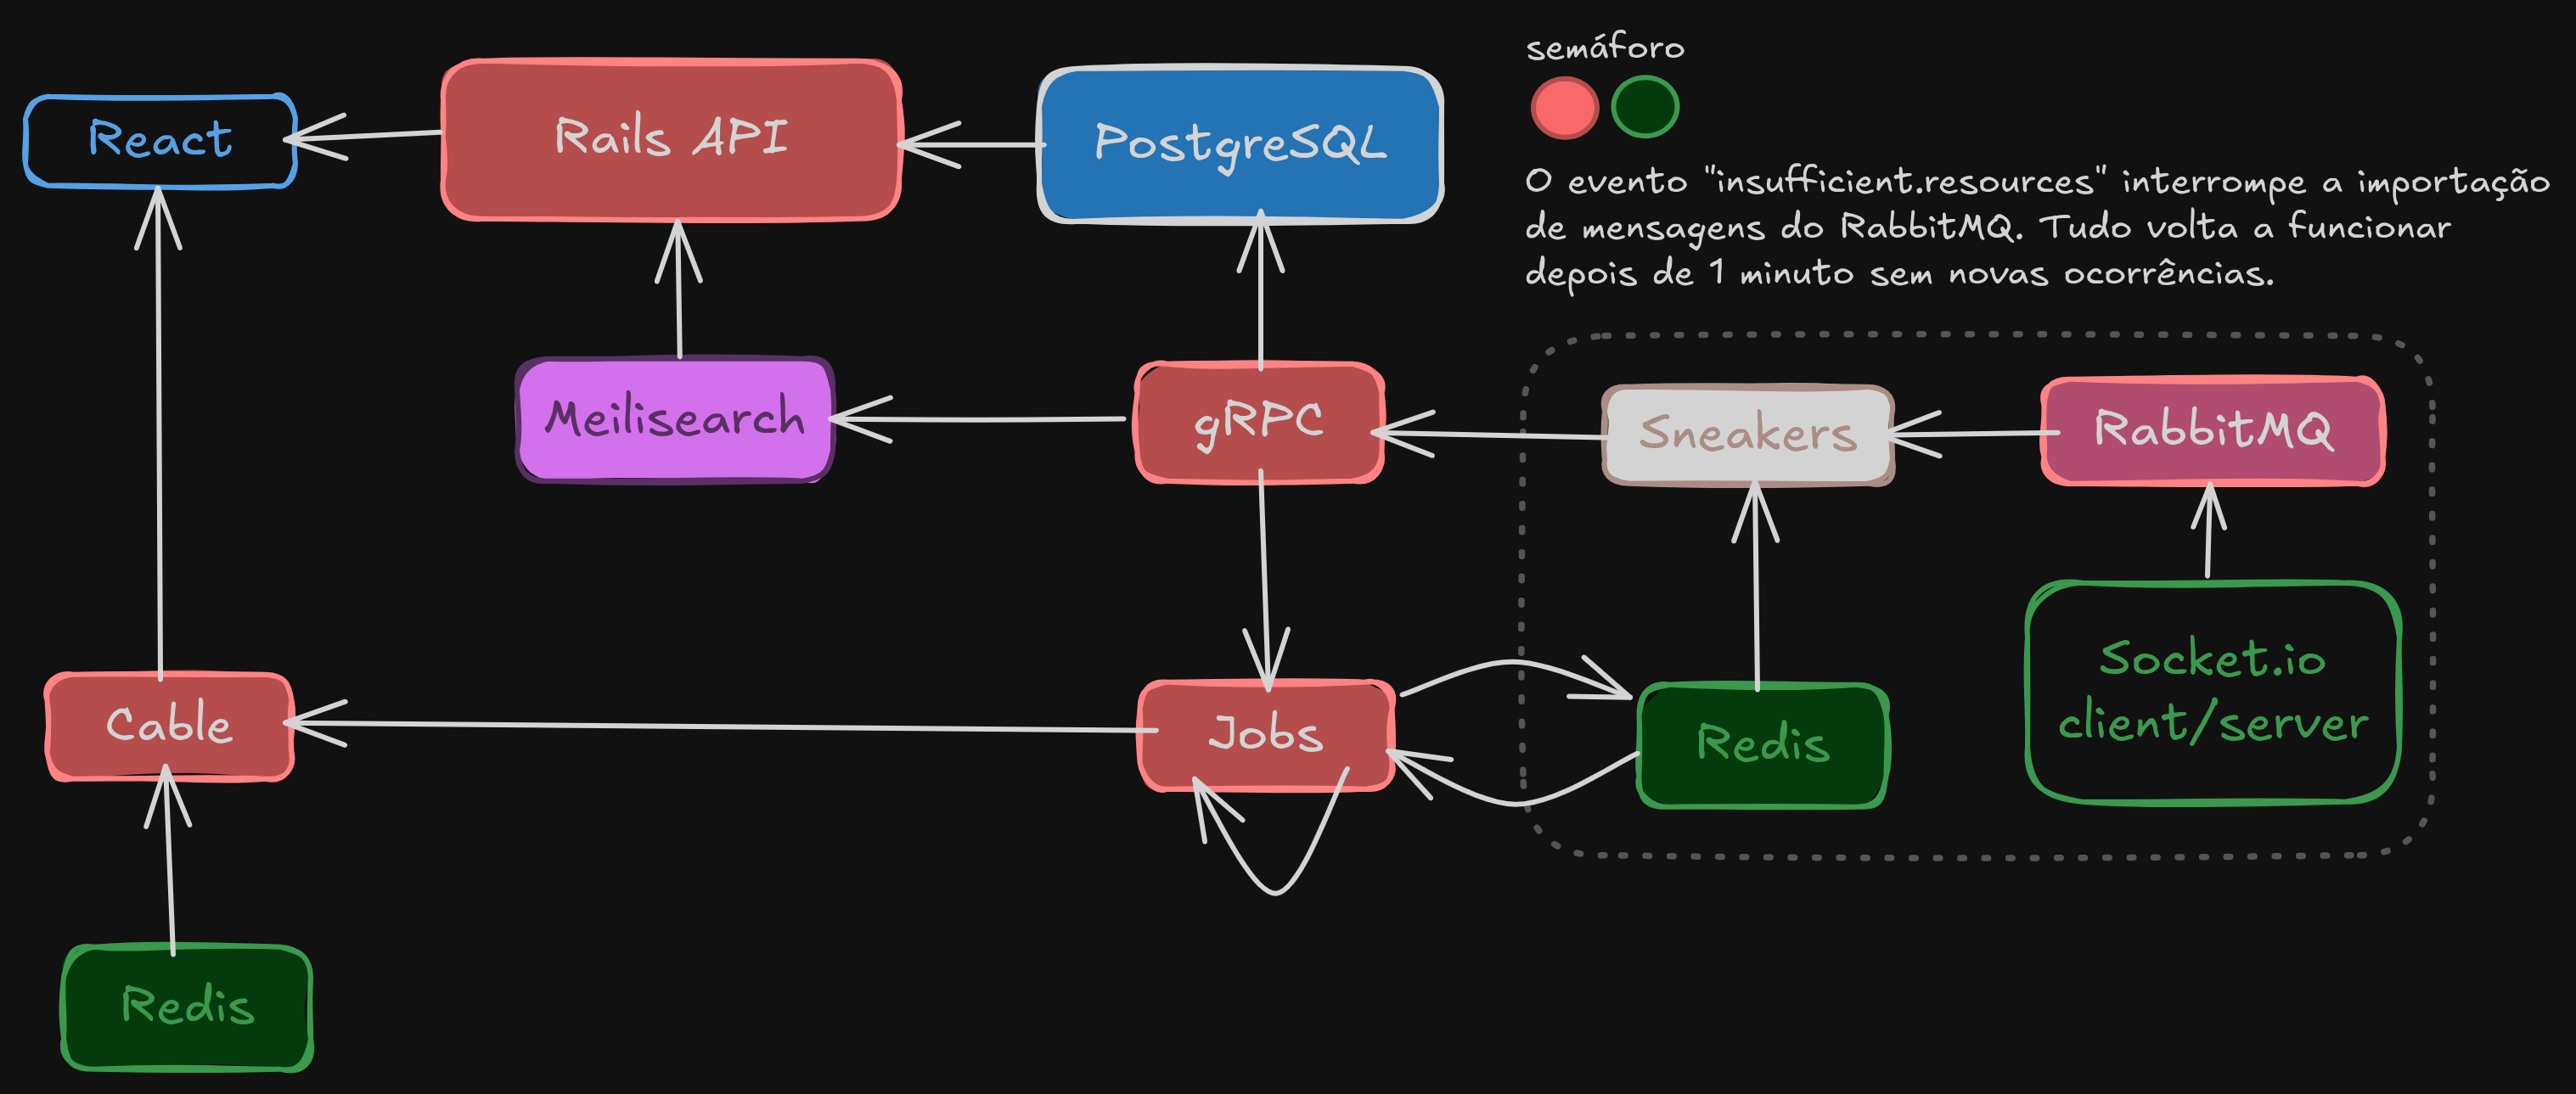 semáforo
React
Rails API
PostgreSQL
O evento "insufficient.resources" interrompe a importação
de mensagens do RabbitMQ. Tudo volta a funcionar
depois de 1 minuto sem novas ocorrências.
Meilisearch
gRPC
Sneakers
RabbitMQ
Socket.io
client/server
Cable
Jobs
Redis
Redis